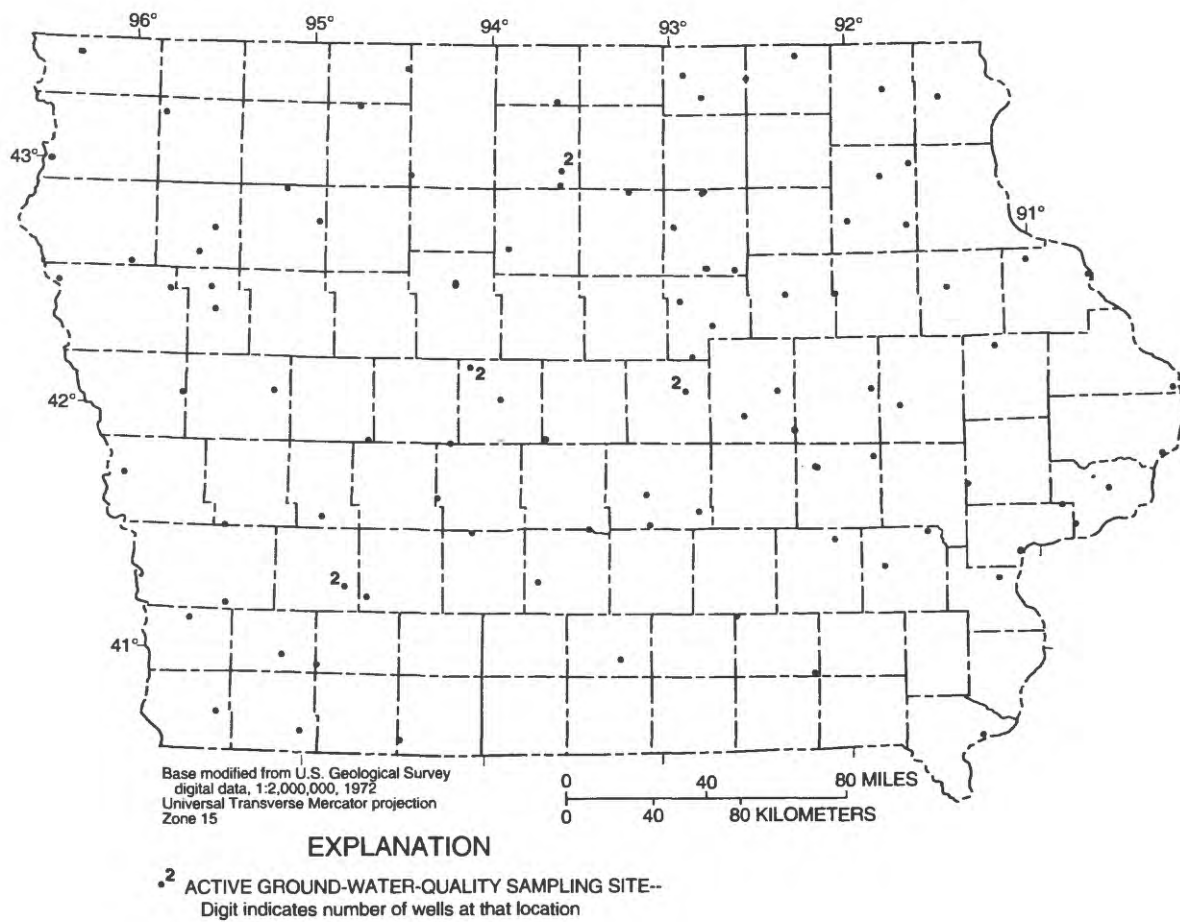 96° 95° 94° 93° 92°
43°
2
91°
2
2
42°
2
41°
Base modified from U.S. Geological Survey
digital data, 1:2,000,000, 1972
Universal Transverse Mercator projection
Zone 15
0 40 80 MILES
0 40 80 KILOMETERS
EXPLANATION
2 ACTIVE GROUND-WATER-QUALITY SAMPLING SITE--
Digit indicates number of wells at that location